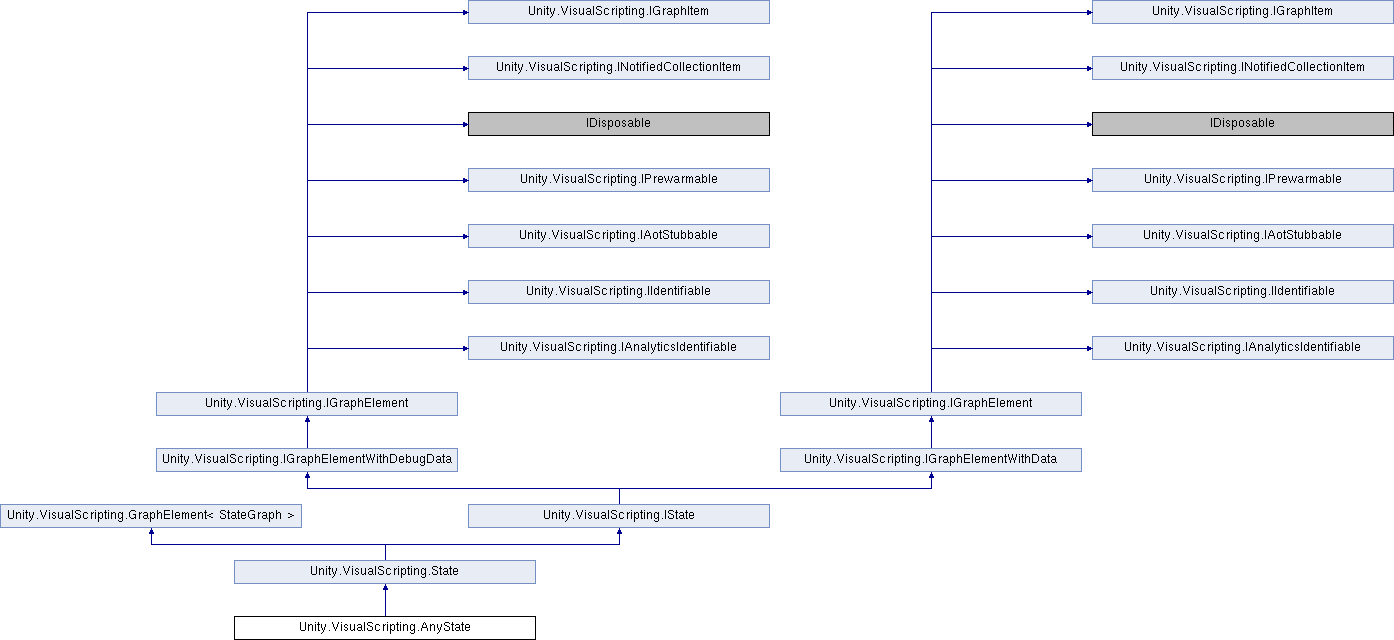 Unity.VisualScripting.IGraphItem
Unity.VisualScripting.IGraphItem
Unity.VisualScripting.INotifiedCollectionItem
Unity.VisualScripting.INotifiedCollectionItem
IDisposable
IDisposable
Unity.VisualScripting.IPrewarmable
Unity.VisualScripting.IPrewarmable
Unity.VisualScripting.IAotStubbable
Unity.VisualScripting.IAotStubbable
Unity.VisualScripting.IIdentifiable
Unity.VisualScripting.IIdentifiable
Unity.VisualScripting.IAnalyticsIdentifiable
Unity.VisualScripting.IAnalyticsIdentifiable
Unity.VisualScripting.IGraphElement
Unity.VisualScripting.IGraphElement
Unity.VisualScripting.IGraphElementWithDebugData
Unity.VisualScripting.IGraphElementWithData
Unity.VisualScripting.GraphElement< StateGraph >
Unity.VisualScripting.IState
Unity.VisualScripting.State
Unity.VisualScripting.AnyState